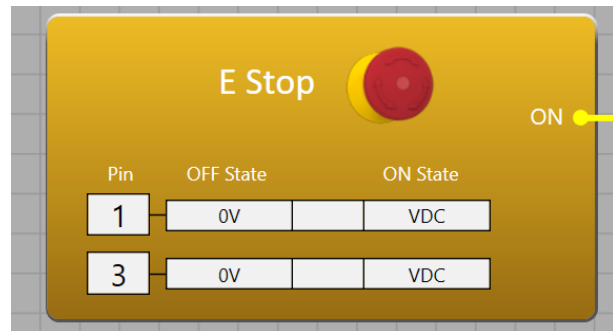 E Stop
ON
Pin OFF State ON State
1 0V VDC
3 0V VDC